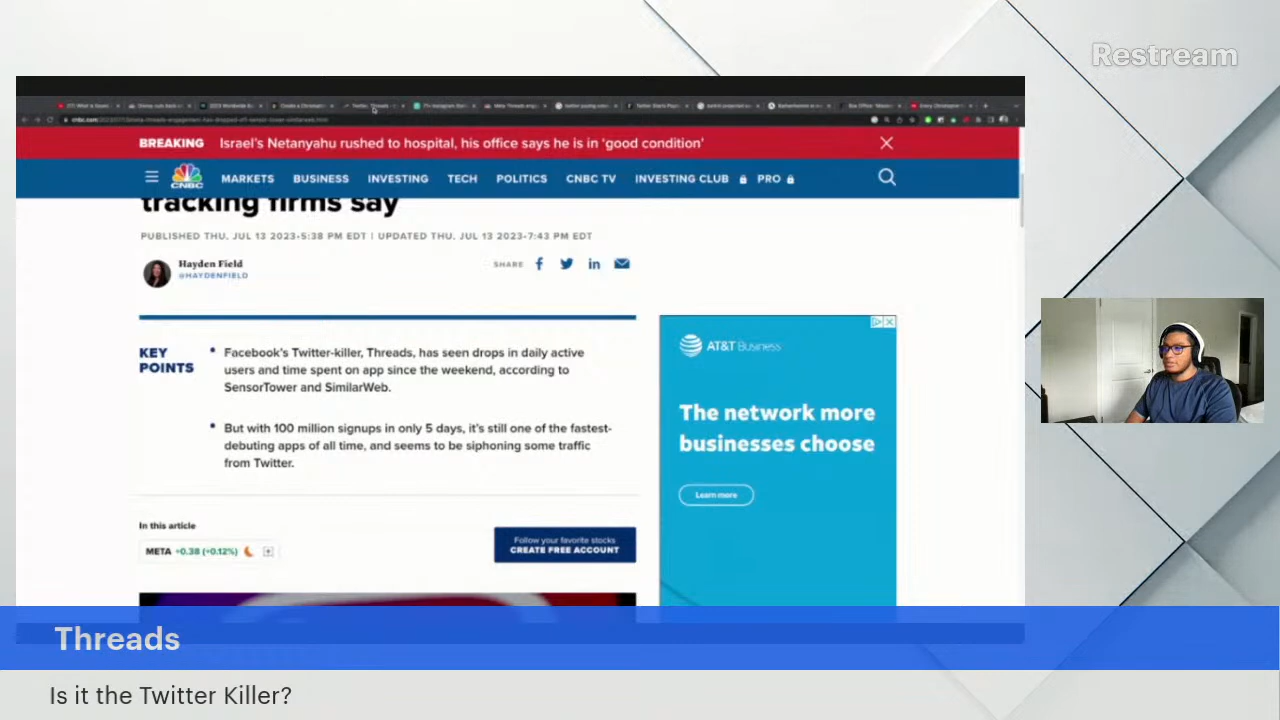 Restream
BREAKING Israel's Netanyahu rushed to hospital, his office says he is in 'good condition'
CNBC
MARKETS BUSINESS INVESTING TECH POLITICS CNBC TV INVESTING CLUB PRO
tracking firms say
PUBLISHED THU, JUL 13 2023•5:38 PM EDT | UPDATED THU, JUL 13 2023•7:43 PM EDT
Hayden Field
@HAYDENFIELD
SHARE
KEY
POINTS
• Facebook's Twitter-killer, Threads, has seen drops in daily active
users and time spent on app since the weekend, according to
SensorTower and SimilarWeb.
• But with 100 million signups in only 5 days, it's still one of the fastest-
debuting apps of all time, and seems to be siphoning some traffic
from Twitter.
AT&T Business
The network more
businesses choose
Learn more
In this article
META +0.38 (+0.12%)
Follow your favorite stocks
CREATE FREE ACCOUNT
Threads
Is it the Twitter Killer?